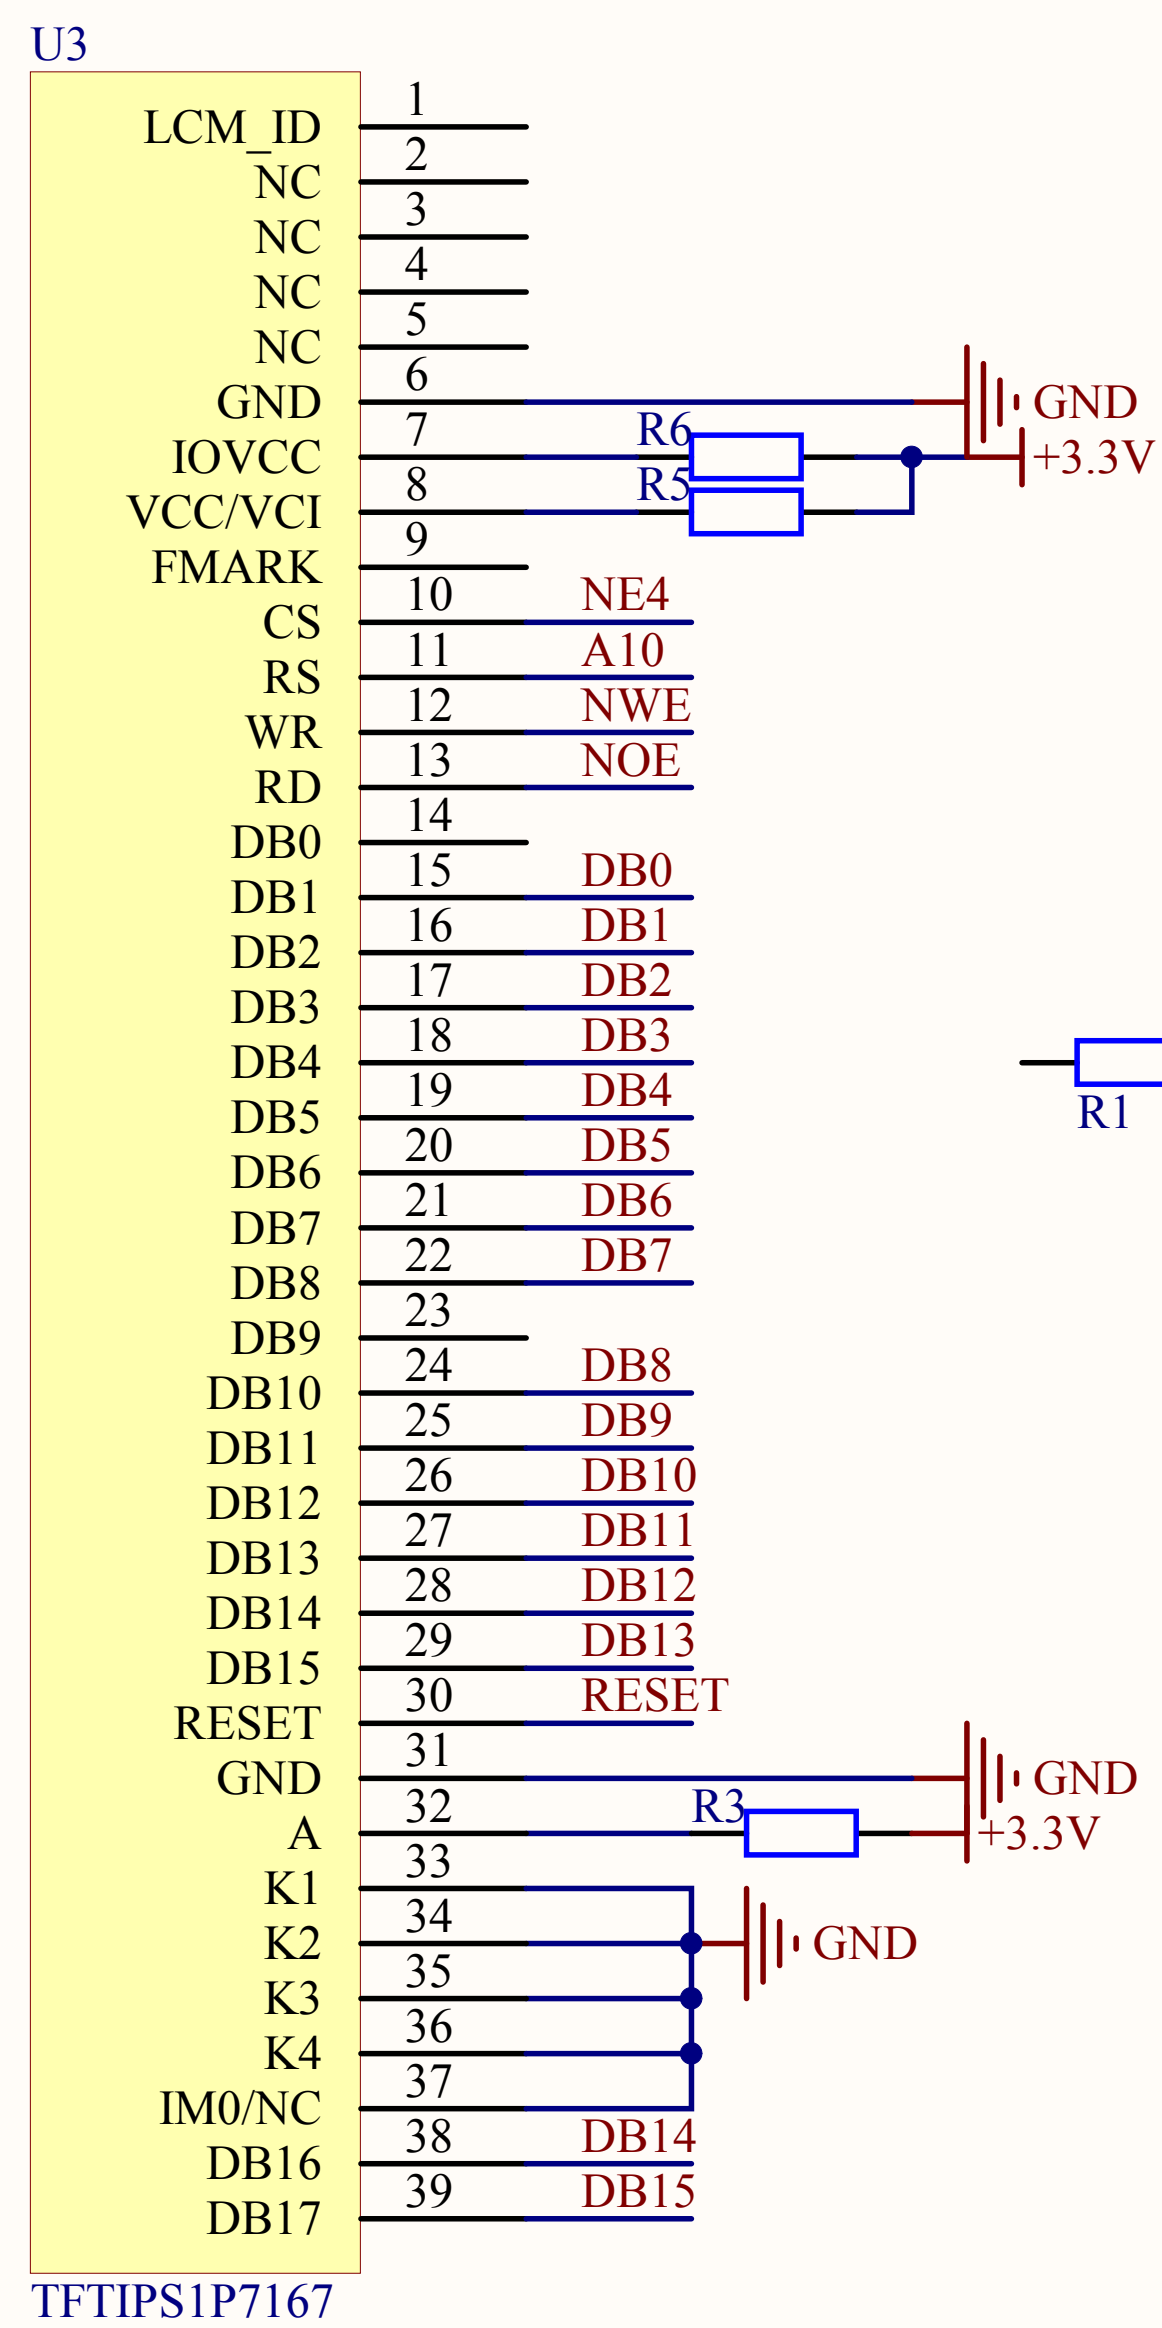 U3
1
LCM_ID
2
NC
3
NC
4
NC
5
NC
6
GND GND
7 R6
IOVCC +3.3V
8 R5
VCC/VCI
9
FMARK
10 NE4
CS
11 A10
RS
12 NWE
WR
13 NOE
RD
14
DB0
15 DB0
DB1
16 DB1
DB2
17 DB2
DB3
18 DB3
DB4
19 DB4
DB5 R1
20 DB5
DB6
21 DB6
DB7
22 DB7
DB8
23
DB9
24 DB8
DB10
25 DB9
DB11
26 DB10
DB12
27 DB11
DB13
28 DB12
DB14
29 DB13
DB15
30 RESET
RESET
31
GND GND
32 R3
A +3.3V
33
K1
34
K2 GND
35
K3
36
K4
37
IM0/NC
38 DB14
DB16
39 DB15
DB17
TFTIPS1P7167